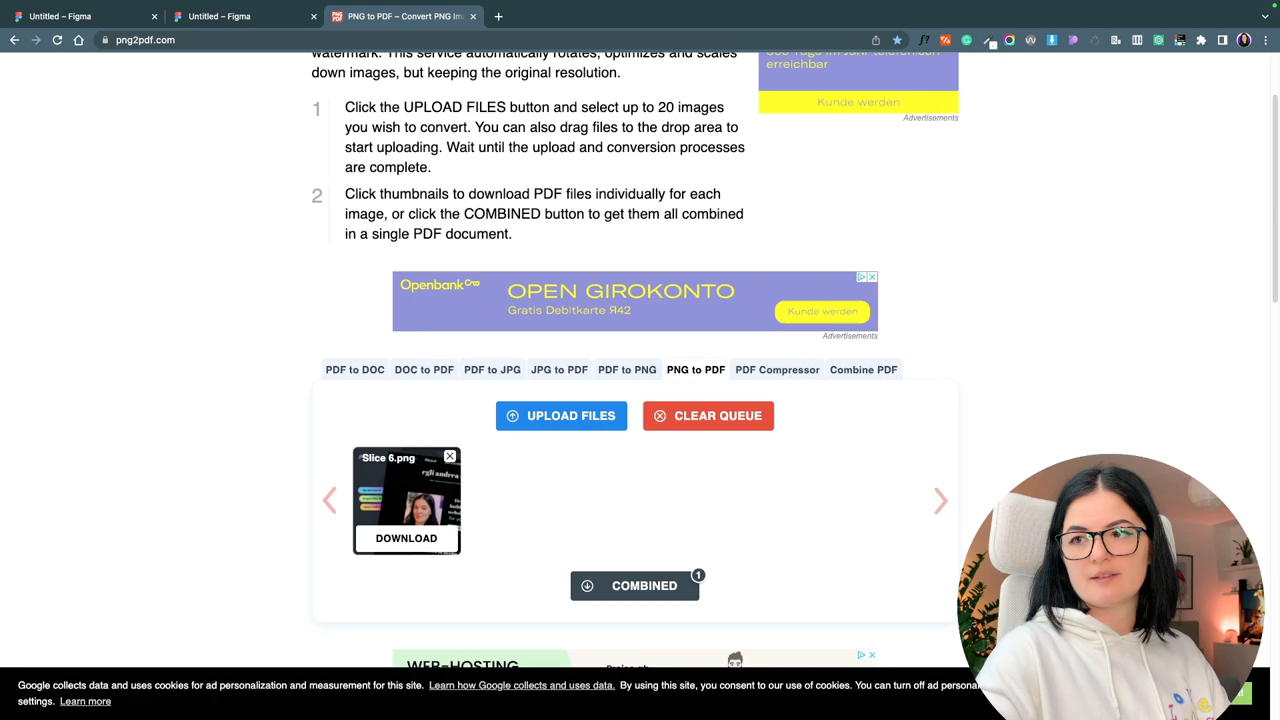 Untitled – Figma
Untitled – Figma
PNG to PDF – Convert PNG Im
png2pdf.com
watermark. This service automatically rotates, optimizes and scales
down images, but keeping the original resolution.
erreichbar
Kunde werden
Advertisements
1 Click the UPLOAD FILES button and select up to 20 images
you wish to convert. You can also drag files to the drop area to
start uploading. Wait until the upload and conversion processes
are complete.
2 Click thumbnails to download PDF files individually for each
image, or click the COMBINED button to get them all combined
in a single PDF document.
Openbank
OPEN GIROKONTO
Gratis Debitkarte R42
Kunde werden
Advertisements
PDF to DOC DOC to PDF PDF to JPG JPG to PDF PDF to PNG PNG to PDF PDF Compressor Combine PDF
UPLOAD FILES CLEAR QUEUE
Slice 6.png
egli andrea
DOWNLOAD
COMBINED 1
WEB-HOSTING
Google collects data and uses cookies for ad personalization and measurement for this site. Learn how Google collects and uses data. By using this site, you consent to our use of cookies. You can turn off ad persona
settings. Learn more